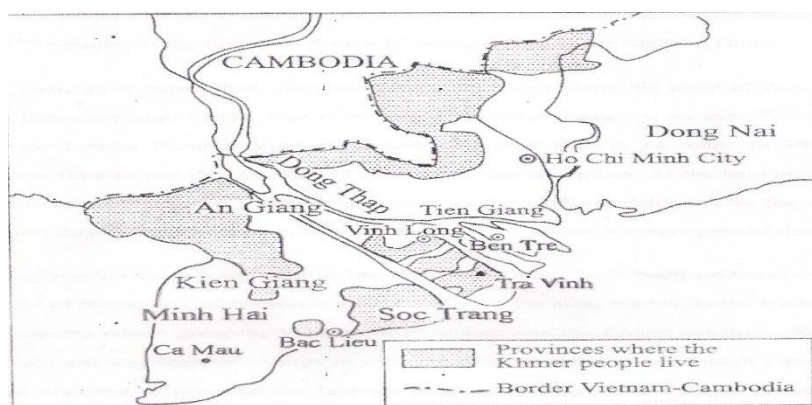 CAMBODIA
Dong Nai
Ho Chi Minh City
Dong Thap
An Giang
Tien Giang
Vinh Long
Ben Tre
Tra Vinh
Kien Giang
Minh Hai
Soc Trang
Bac Lieu
Ca Mau
Provinces where the
Khmer people live
Border Vietnam-Cambodia